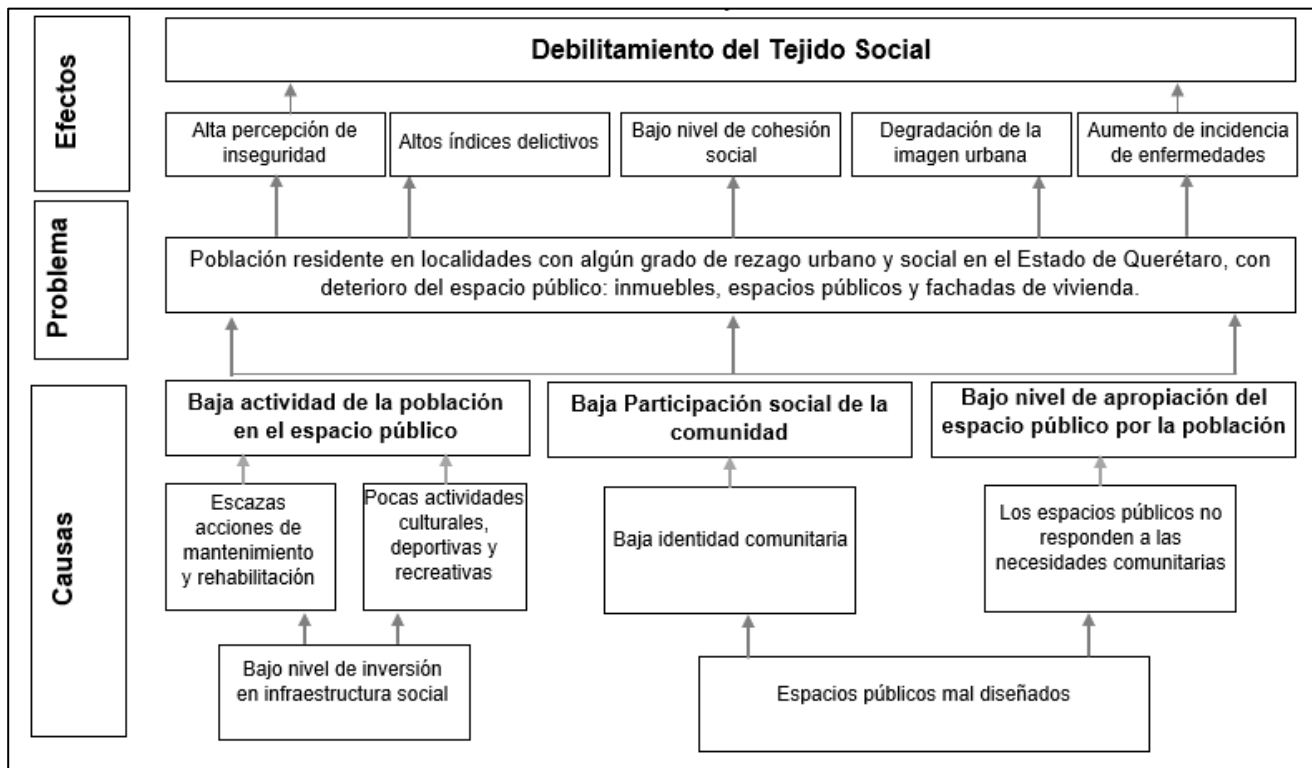 Efectos
Debilitamiento del Tejido Social
Alta percepción de
inseguridad
Altos índices delictivos
Bajo nivel de cohesión
social
Degradación de la
imagen urbana
Aumento de incidencia
de enfermedades
Problema
Población residente en localidades con algún grado de rezago urbano y social en el Estado de Querétaro, con
deterioro del espacio público: inmuebles, espacios públicos y fachadas de vivienda.
Causas
Baja actividad de la población
en el espacio público
Baja Participación social de la
comunidad
Bajo nivel de apropiación del
espacio público por la población
Escazas
acciones de
mantenimiento
y rehabilitación
Pocas actividades
culturales,
deportivas y
recreativas
Baja identidad comunitaria
Los espacios públicos no
responden a las
necesidades comunitarias
Bajo nivel de inversión
en infraestructura social
Espacios públicos mal diseñados